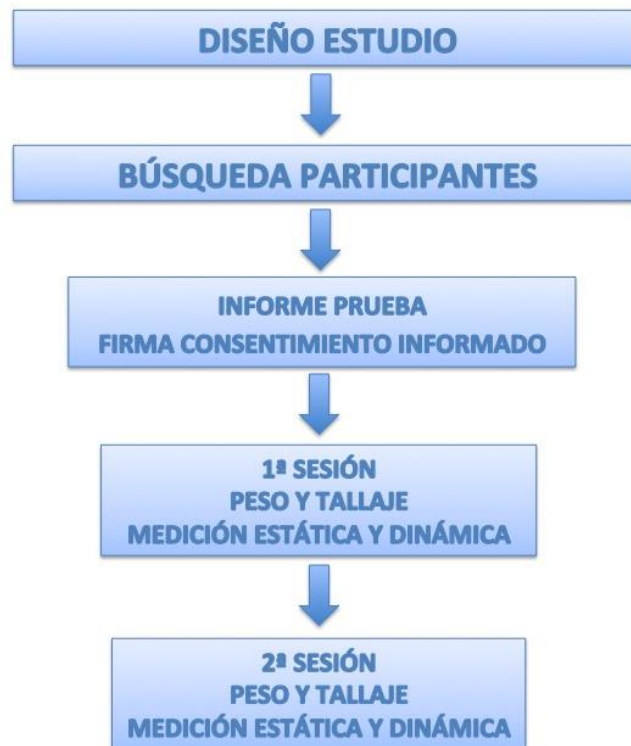 DISEÑO ESTUDIO
BÚSQUEDA PARTICIPANTES
INFORME PRUEBA
FIRMA CONSENTIMIENTO INFORMADO
1ª SESIÓN
PESO Y TALLAJE
MEDICIÓN ESTÁTICA Y DINÁMICA
2ª SESIÓN
PESO Y TALLAJE
MEDICIÓN ESTÁTICA Y DINÁMICA